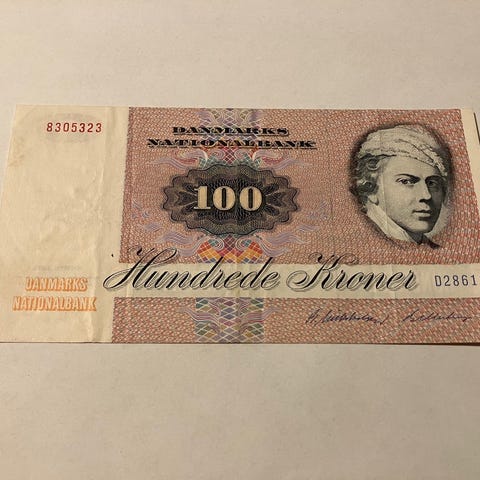 8305323
DANMARKS
NATIONALBANK
100
Hundrede Kroner
D2861
DANMARKS
NATIONALBANK